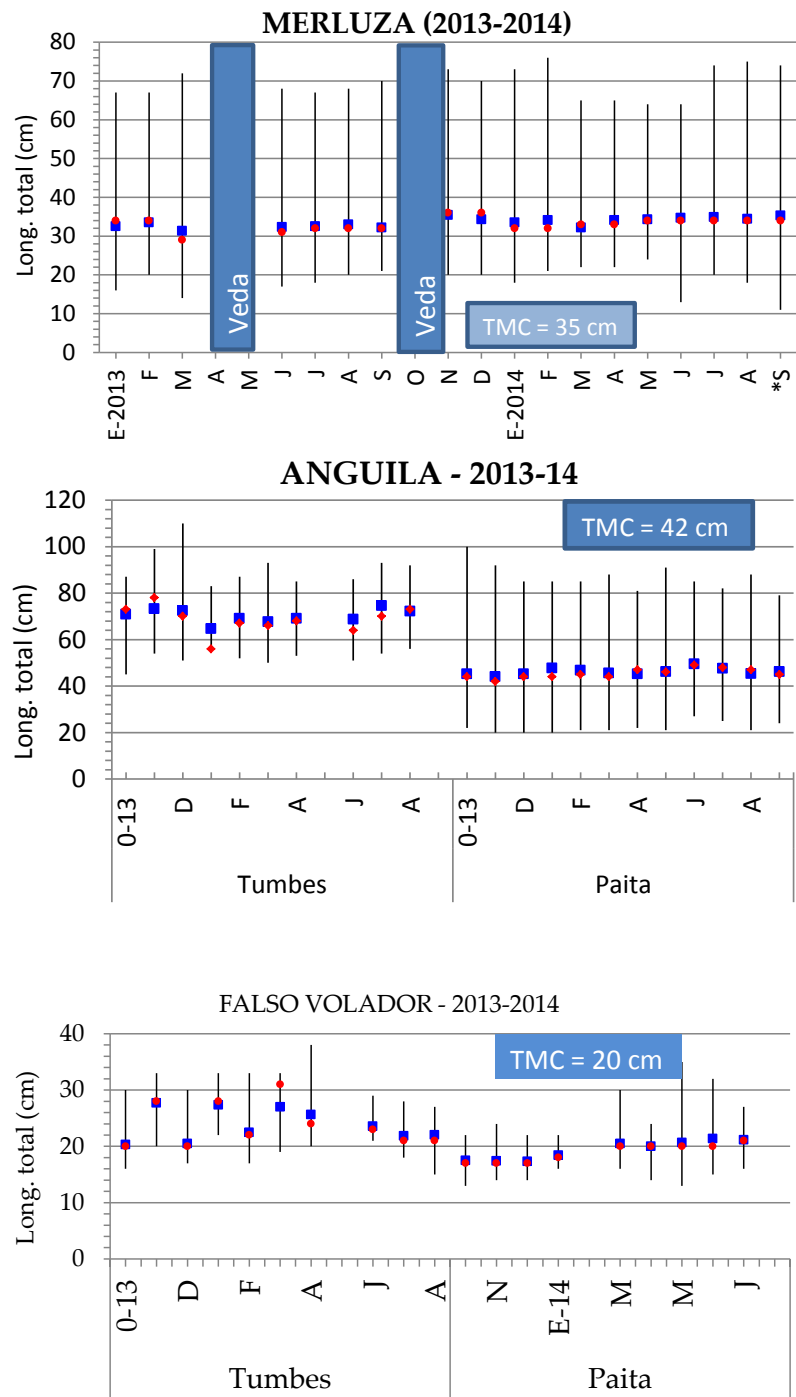 MERLUZA (2013-2014)
Long. total (cm)
80
70
60
50
40
30
20
10
0
Veda
Veda
TMC = 35 cm
E-2013
F
M
A
M
J
J
A
S
O
N
D
E-2014
F
M
A
M
J
J
A
*S
ANGUILA - 2013-14
Long. total (cm)
120
100
80
60
40
20
0
TMC = 42 cm
0-13
D
F
A
J
A
0-13
D
F
A
J
A
Tumbes
Paita
FALSO VOLADOR - 2013-2014
Long. total (cm)
40
30
20
10
0
TMC = 20 cm
0-13
D
F
A
J
A
N
E-14
M
M
J
Tumbes
Paita